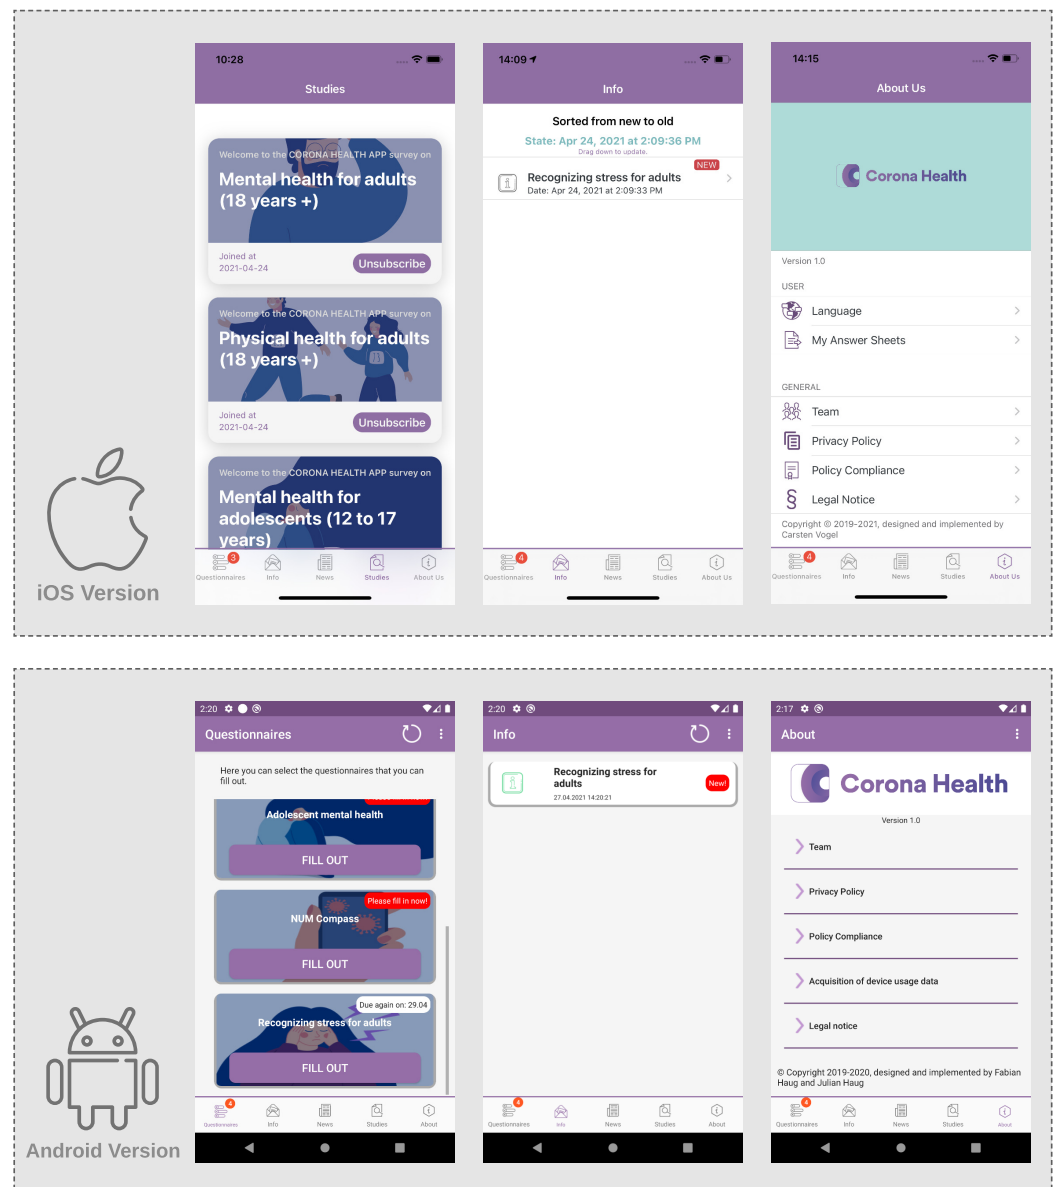 10:28
Studies
Welcome to the CORONA HEALTH APP survey on
Mental health for adults
(18 years +)
Joined at
2021-04-24
Unsubscribe
Welcome to the CORONA HEALTH APP survey on
Physical health for adults
(18 years +)
Joined at
2021-04-24
Unsubscribe
Welcome to the CORONA HEALTH APP survey on
Mental health for
adolescents (12 to 17
years)
3
Questionnaires Info News Studies About Us
14:09
Info
Sorted from new to old
State: Apr 24, 2021 at 2:09:36 PM
Drag down to update.
NEW
Recognizing stress for adults
Date: Apr 24, 2021 at 2:09:33 PM
4
Questionnaires Info News Studies About Us
14:15
About Us
Corona Health
Version 1.0
USER
Language
My Answer Sheets
GENERAL
Team
Privacy Policy
Policy Compliance
§ Legal Notice
Copyright © 2019-2021, designed and implemented by
Carsten Vogel
4
Questionnaires Info News Studies About Us
iOS Version
2:20
Questionnaires
Here you can select the questionnaires that you can
fill out.
Adolescent mental health
FILL OUT
Please fill in now!
NUM Compass
FILL OUT
Due again on: 29.04
Recognizing stress for adults
FILL OUT
4
Questionnaires Info News Studies About
2:20
Info
Recognizing stress for
adults
New!
27.04.2021 14:20:21
4
Questionnaires Info News Studies About
2:17
About
Corona Health
Version 1.0
Team
Privacy Policy
Policy Compliance
Acquisition of device usage data
Legal notice
© Copyright 2019-2020, designed and implemented by Fabian
Haug and Julian Haug
4
Questionnaires Info News Studies About
Android Version